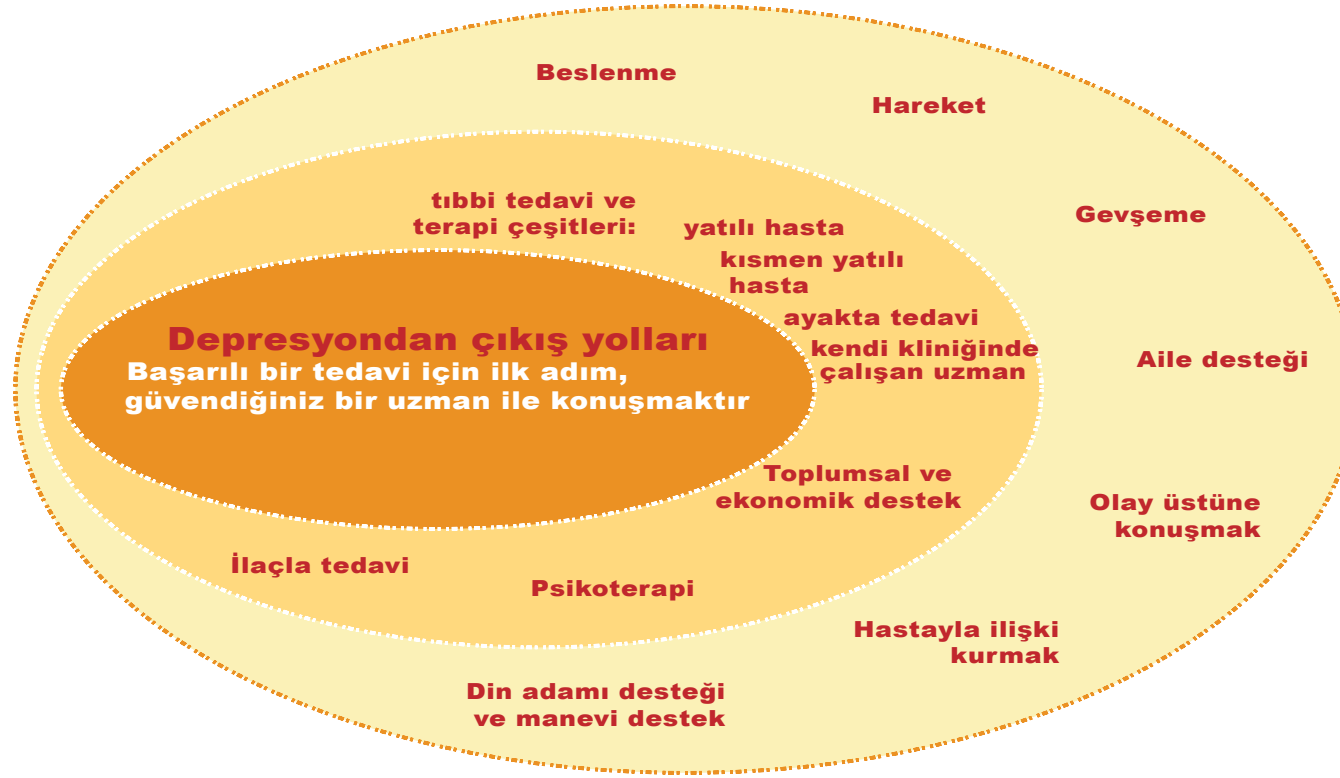 Beslenme
Hareket
Gevşeme
Aile desteği
Olay üstüne
konuşmak
Hastayla ilişki
kurmak
Din adamı desteği
ve manevi destek
tıbbi tedavi ve
terapi çeşitleri:
yatılı hasta
kısmen yatılı
hasta
ayakta tedavi
kendi kliniğinde
çalışan uzman
Toplumsal ve
ekonomik destek
Psikoterapi
İlaçla tedavi
Depresyondan çıkış yolları
Başarılı bir tedavi için ilk adım,
güvendiğiniz bir uzman ile konuşmaktır